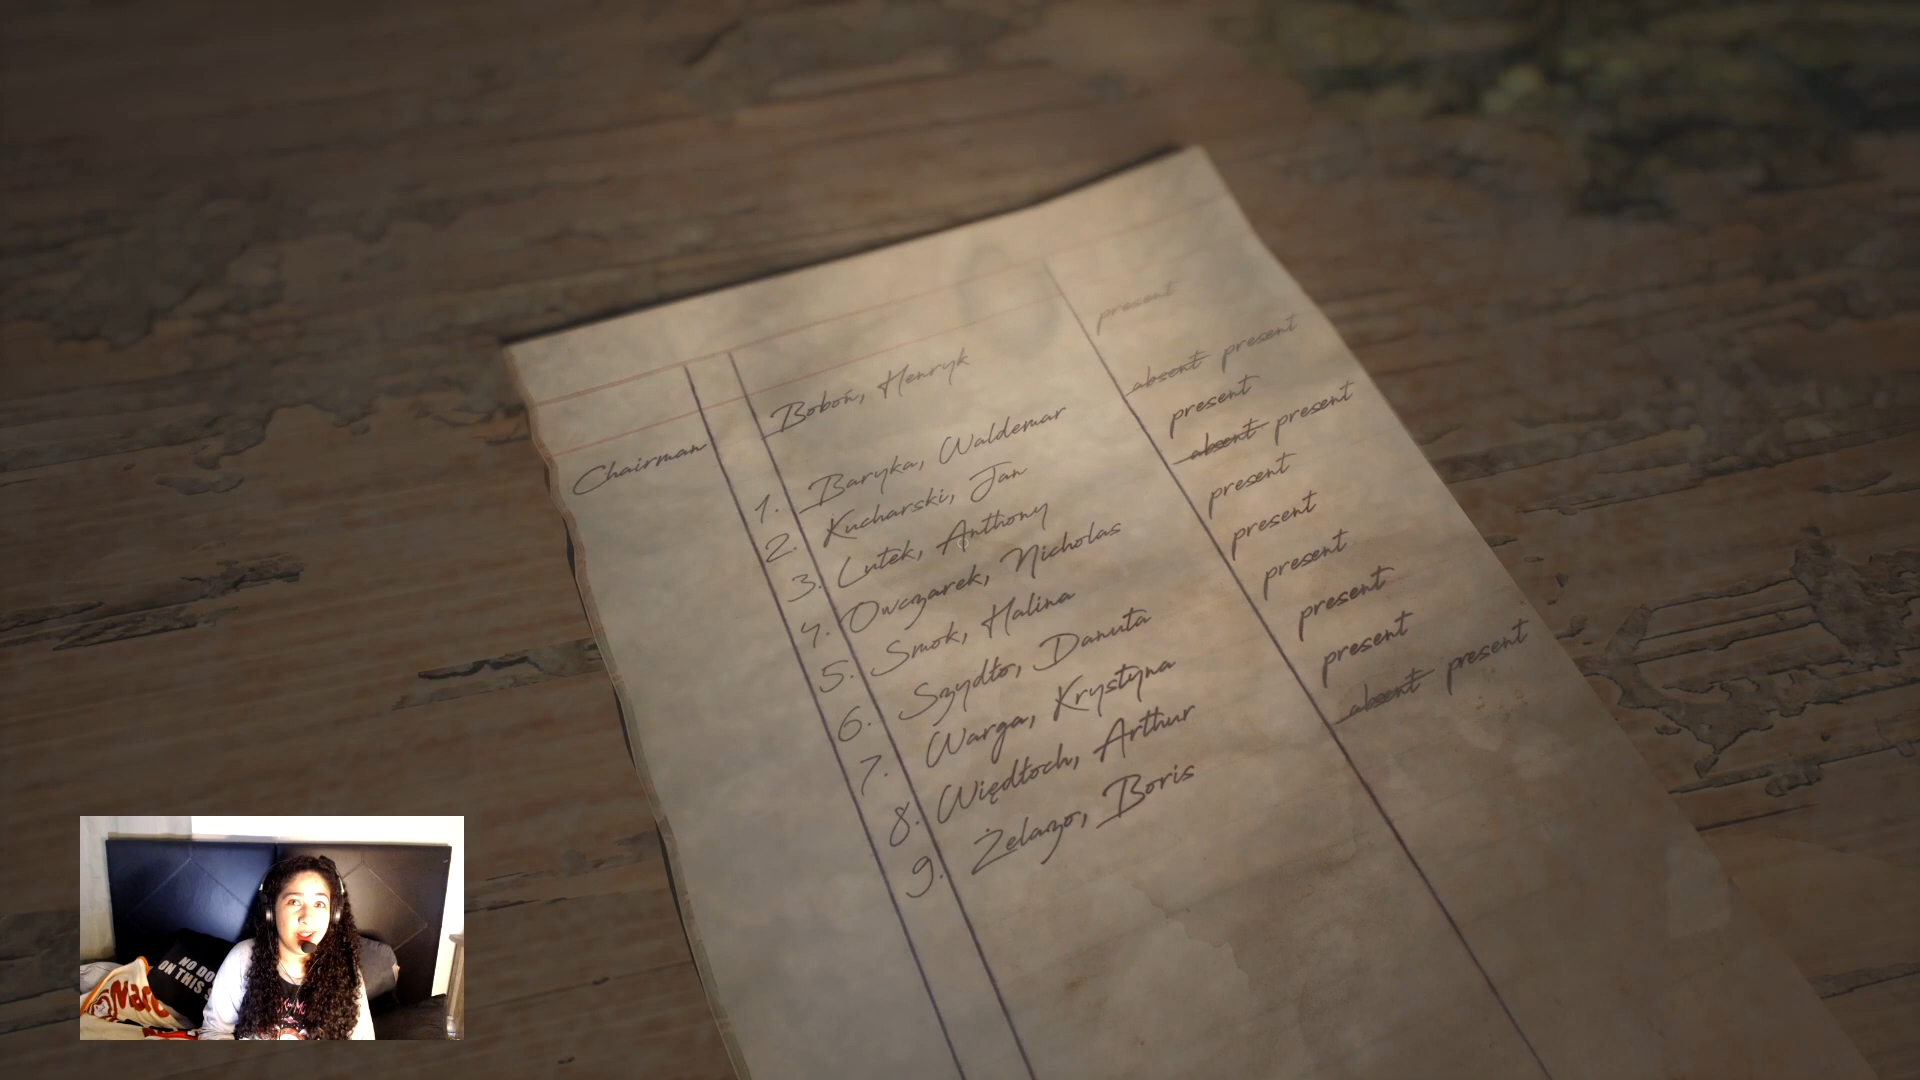 Chairman Boboń, Henryk present
1. Baryka, Waldemar absent present
2. Kucharski, Jan present
3. Lutek, Anthony absent present
4. Owczarek, Nicholas present
5. Smok, Halina present
6. Szydło, Danuta present
7. Warga, Krystyna present
8. Więdłoch, Arthur present
9. Żelazo, Boris absent present
NO
ON THIS